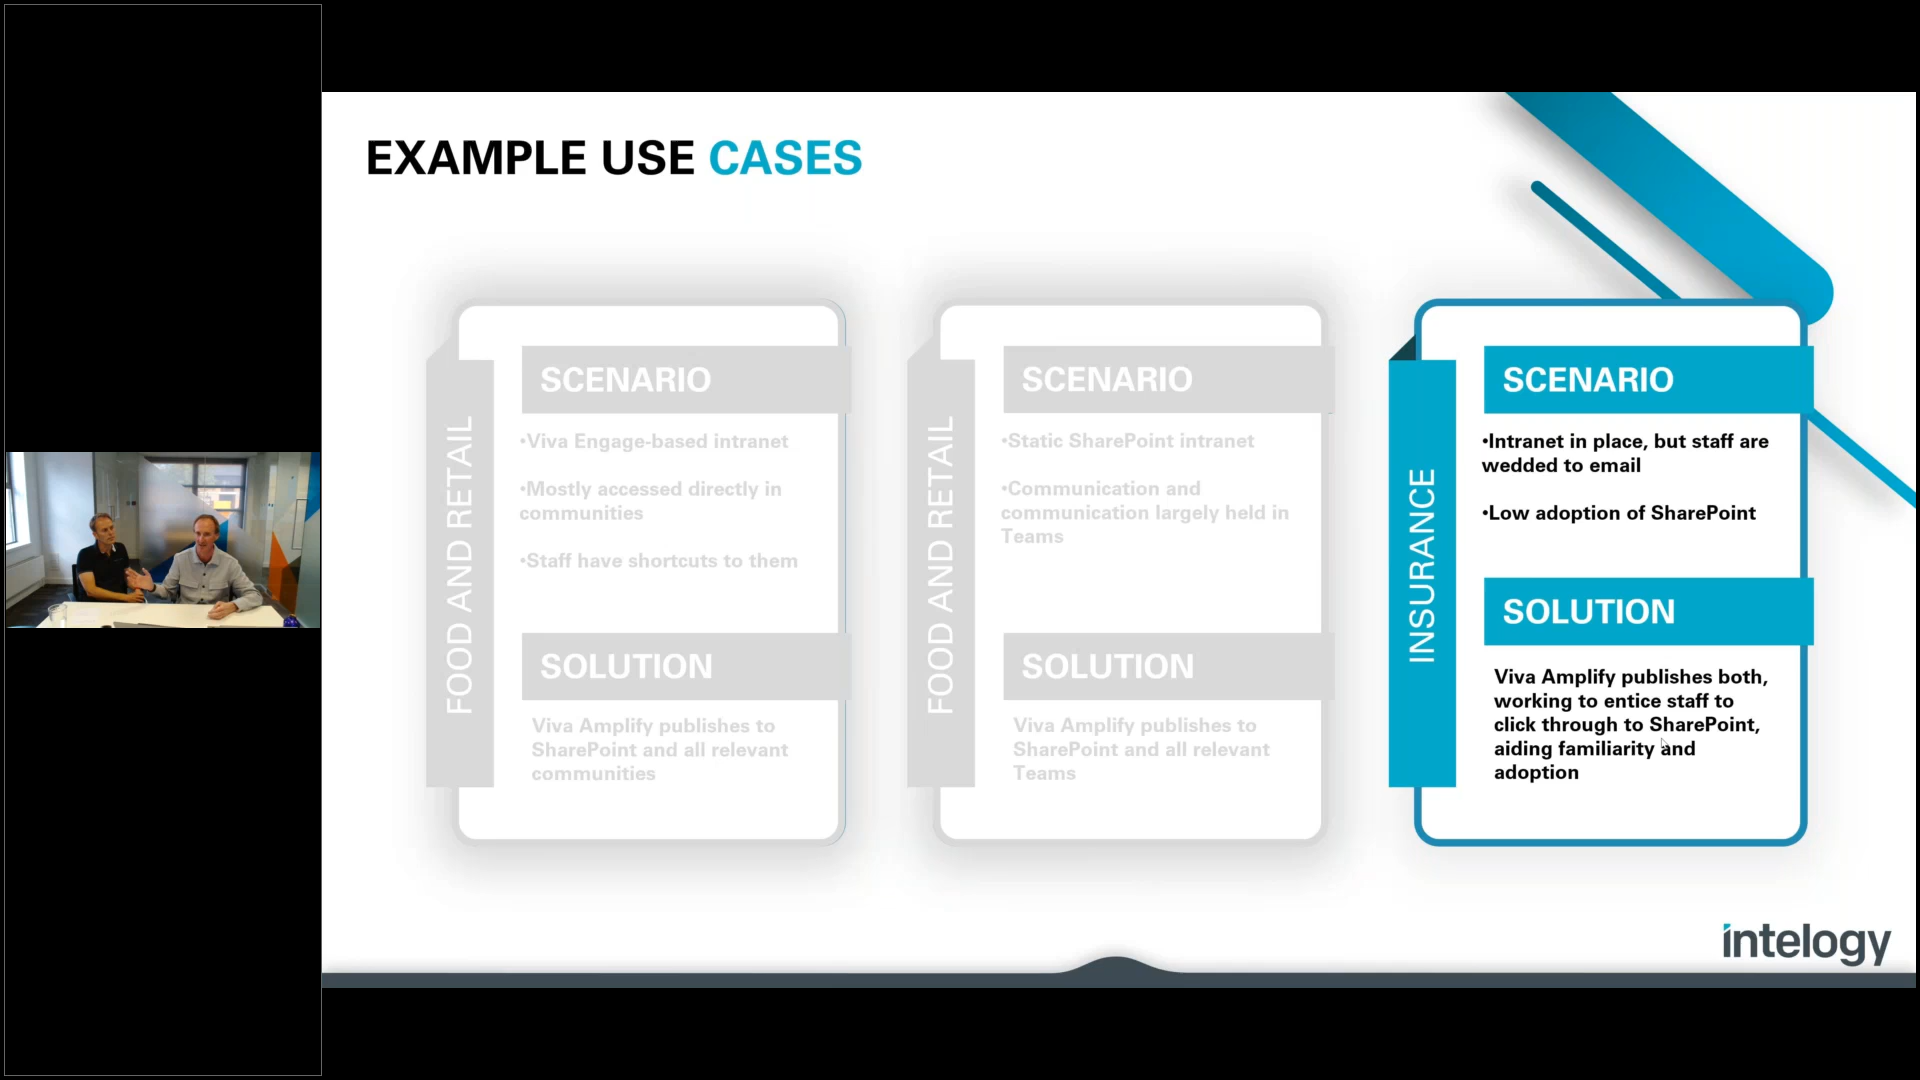 EXAMPLE USE CASES
FOOD AND RETAIL
SCENARIO
•Viva Engage-based intranet
•Mostly accessed directly in
communities
•Staff have shortcuts to them
SOLUTION
Viva Amplify publishes to
SharePoint and all relevant
communities
FOOD AND RETAIL
SCENARIO
•Static SharePoint intranet
•Communication and
communication largely held in
Teams
SOLUTION
Viva Amplify publishes to
SharePoint and all relevant
Teams
INSURANCE
SCENARIO
•Intranet in place, but staff are
wedded to email
•Low adoption of SharePoint
SOLUTION
Viva Amplify publishes both,
working to entice staff to
click through to SharePoint,
aiding familiarity and
adoption
intelogy